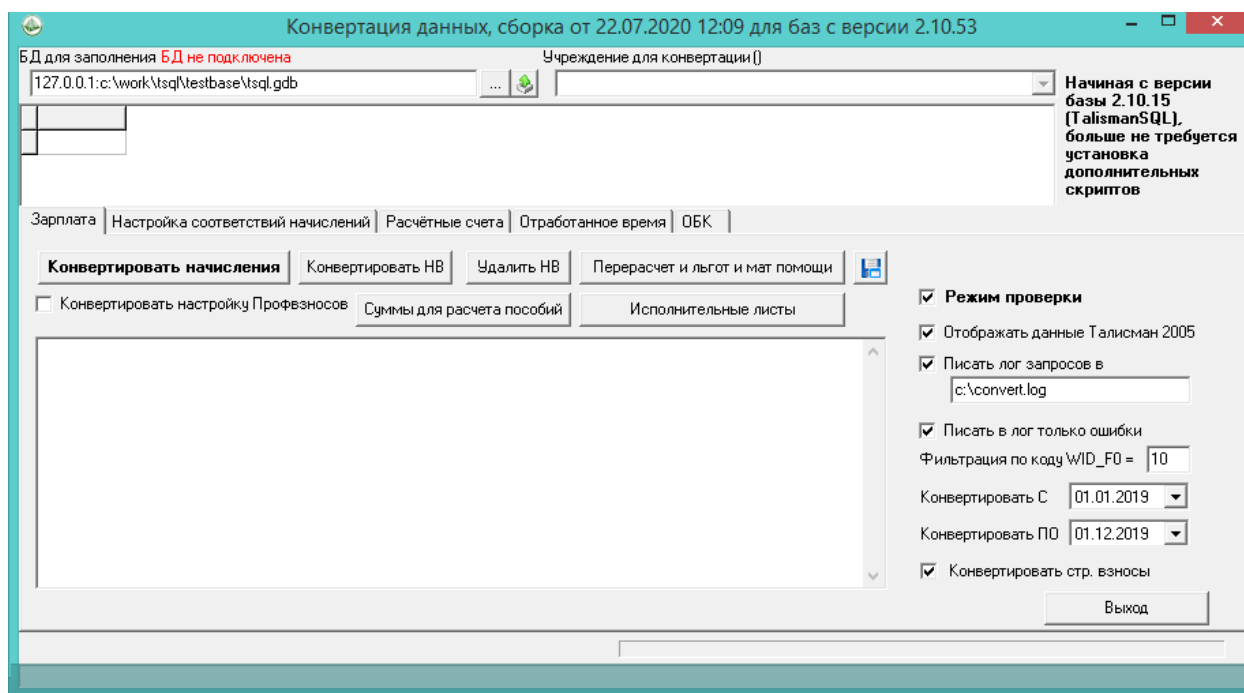 Конвертация данных, сборка от 22.07.2020 12:09 для баз с версии 2.10.53
БД для заполнения БД не подключена
Учреждение для конвертации ()
127.0.0.1:c:\work\tsql\testbase\tsql.gdb
...
Начиная с версии
базы 2.10.15
(TalismanSQL),
больше не требуется
установка
дополнительных
скриптов
Зарплата Настройка соответствий начислений Расчётные счета Отработанное время ОБК
Конвертировать начисления Конвертировать НВ Удалить НВ Перерасчет и льгот и мат помощи
Конвертировать настройку Профвзносов Суммы для расчета пособий Исполнительные листы
Режим проверки
Отображать данные Талисман 2005
Писать лог запросов в
c:\convert.log
Писать в лог только ошибки
Фильтрация по коду WID_F0 = 10
Конвертировать С 01.01.2019
Конвертировать ПО 01.12.2019
Конвертировать стр. взносы
Выход